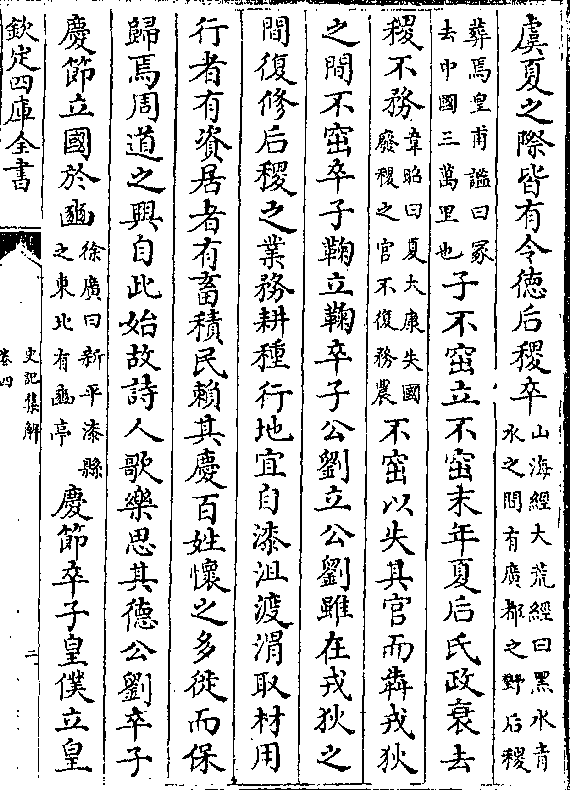 虞夏之際皆有令德后稷卒山海經大荒經曰黑水青水之間有廣都之野后稷
葬焉皇甫謐曰冢去中國三萬里也子不窋立不窋末年夏后氏政衰去
稷不務韋昭曰夏太康失國廢稷之官不復務農不窋以失其官而犇戎狄
之間不窋卒子鞠立鞠卒子公劉立公劉雖在戎狄之
間復修后稷之業務耕種行地宜自漆沮渡渭取材用
行者有資居者有畜積民賴其慶百姓懷之多徙而保
歸焉周道之興自此始故詩人歌樂思其德公劉卒子
慶節立國於豳徐廣曰新平漆縣之東北有豳亭慶節卒子皇僕立皇
欽定四庫全書
史記集解
卷四
二